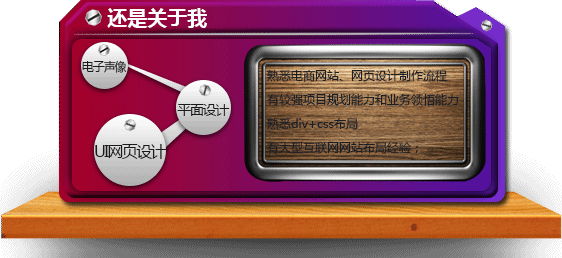 还是关于我
电子声像
平面设计
UI网页设计
熟悉电商网站、网页设计制作流程
有较强项目规划能力和业务领悟能力
熟悉div+css布局
有大型互联网网站布局经验；